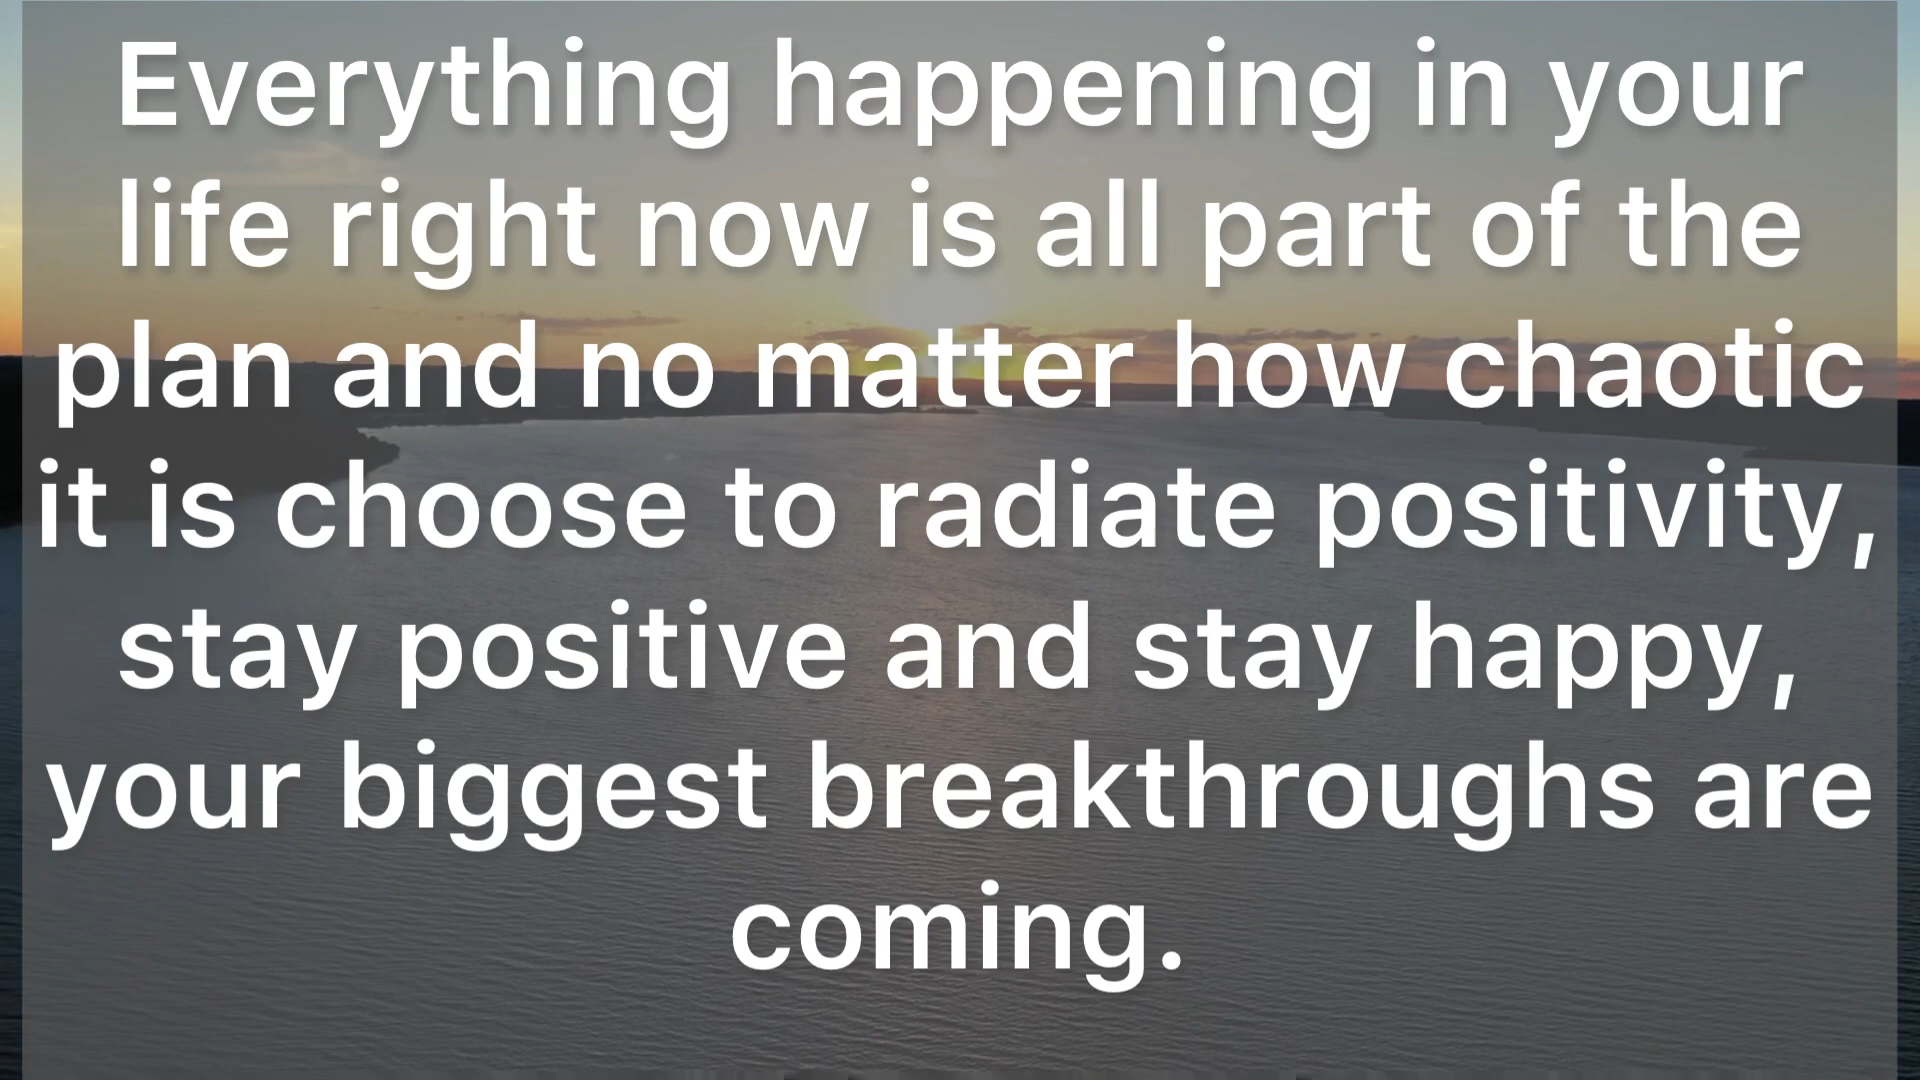 Everything happening in your
life right now is all part of the
plan and no matter how chaotic
it is choose to radiate positivity,
stay positive and stay happy,
your biggest breakthroughs are
coming.